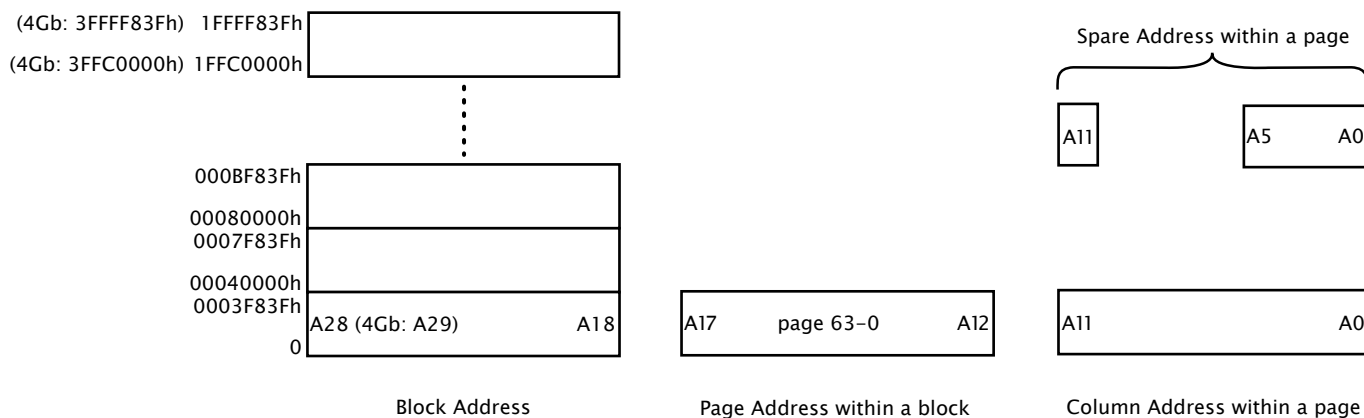 (4Gb: 3FFFF83Fh) 1FFFF83Fh
(4Gb: 3FFC0000h) 1FFC0000h
000BF83Fh
00080000h
0007F83Fh
00040000h
0003F83Fh
0
A28 (4Gb: A29) A18
Block Address
A17 page 63-0 A12
Page Address within a block
Spare Address within a page
A11 A5 A0
A11 A0
Column Address within a page